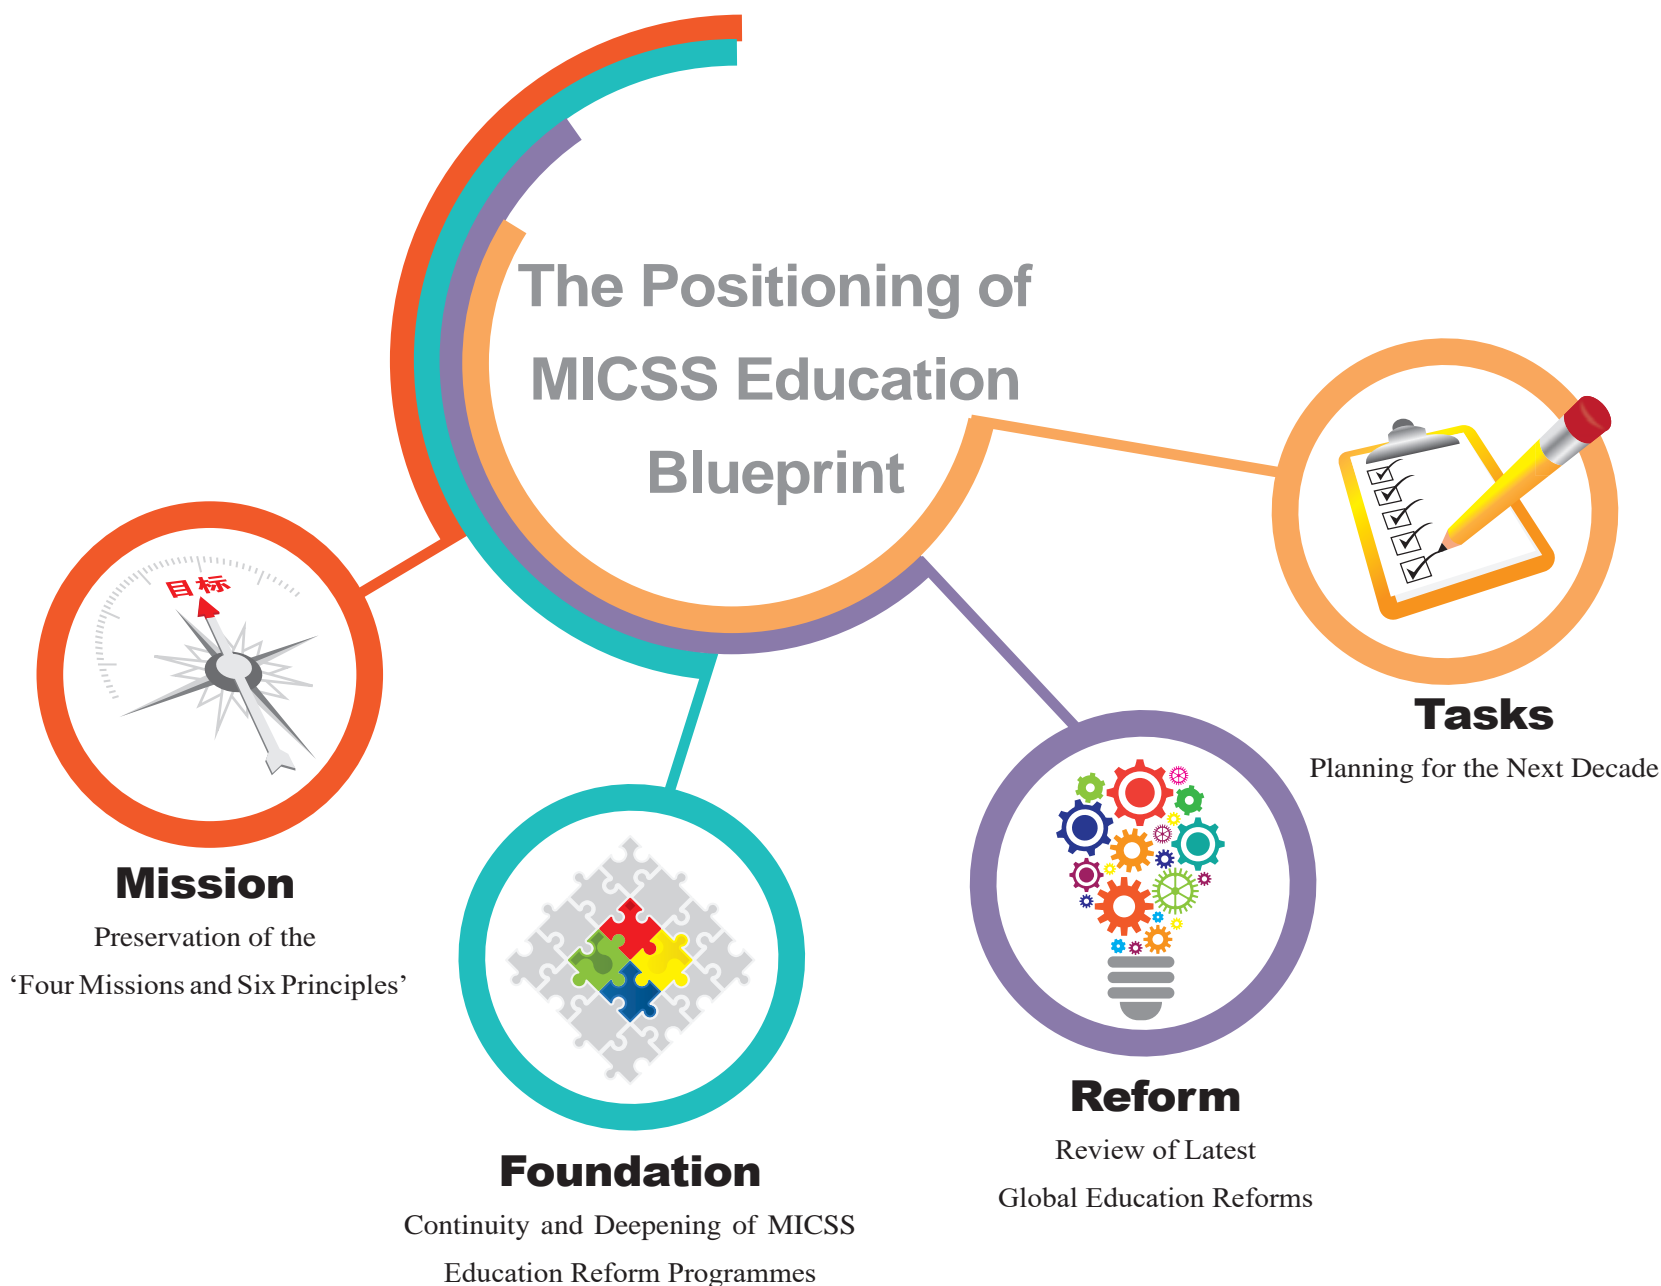 The Positioning of
MICSS Education
Blueprint
目标
Mission
Preservation of the
‘Four Missions and Six Principles’
Foundation
Continuity and Deepening of MICSS
Education Reform Programmes
Reform
Review of Latest
Global Education Reforms
Tasks
Planning for the Next Decade